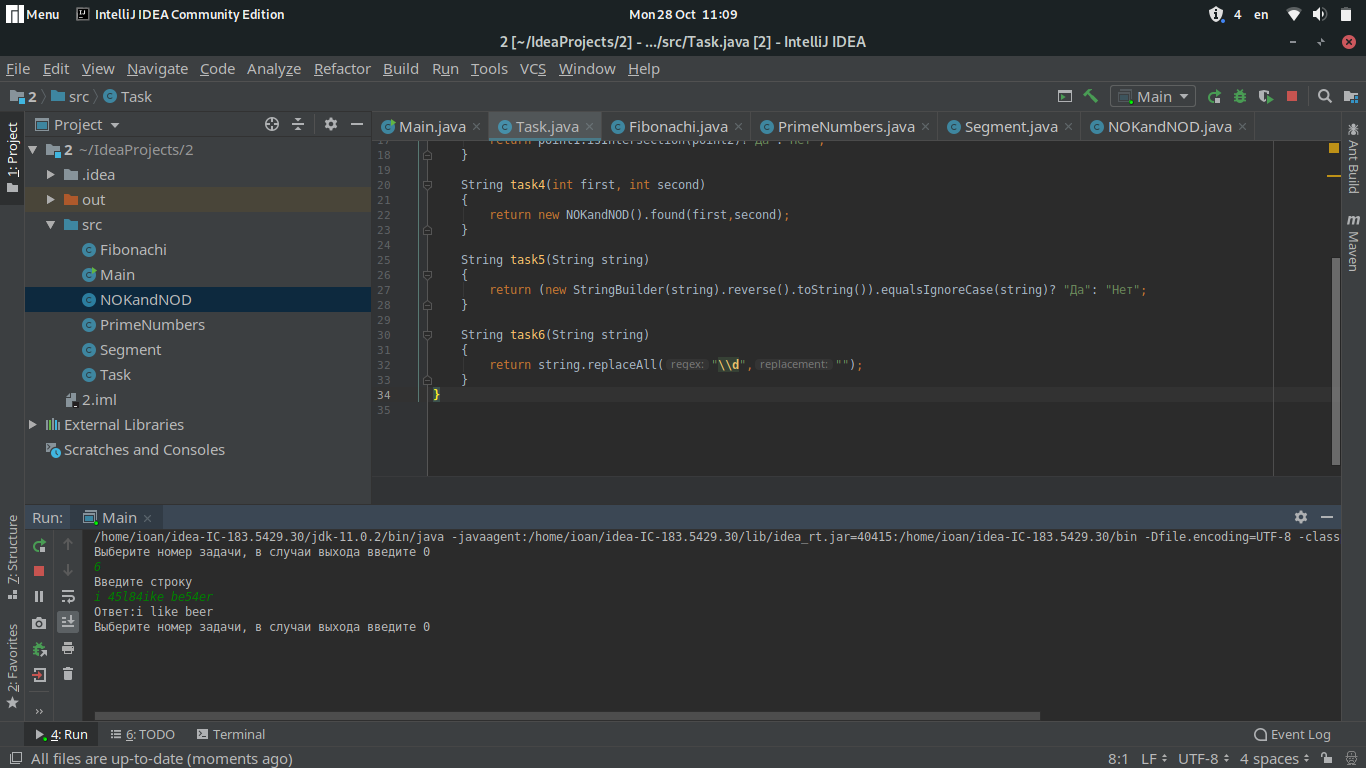 Menu IntelliJ IDEA Community Edition Mon 28 Oct 11:09 4 en
2 [~/IdeaProjects/2] - .../src/Task.java [2] - IntelliJ IDEA
File Edit View Navigate Code Analyze Refactor Build Run Tools VCS Window Help
2 src Task Main
1: Project
Project
Main.java Task.java Fibonachi.java PrimeNumbers.java Segment.java NOKandNOD.java
2 ~/IdeaProjects/2
.idea
out
src
Fibonachi
Main
NOKandNOD
PrimeNumbers
Segment
Task
2.iml
External Libraries
Scratches and Consoles
17 return point1.isIntersection(point2)? "Да": "Нет";
18 }
19
20 String task4(int first, int second)
21 {
22 return new NOKandNOD().found(first,second);
23 }
24
25 String task5(String string)
26 {
27 return (new StringBuilder(string).reverse().toString()).equalsIgnoreCase(string)? "Да": "Нет";
28 }
29
30 String task6(String string)
31 {
32 return string.replaceAll( regex: "\\d", replacement: "");
33 }
34 }
35
Ant Build
m Maven
Run: Main
/home/ioan/idea-IC-183.5429.30/jdk-11.0.2/bin/java -javaagent:/home/ioan/idea-IC-183.5429.30/lib/idea_rt.jar=40415:/home/ioan/idea-IC-183.5429.30/bin -Dfile.encoding=UTF-8 -class
Выберите номер задачи, в случаи выхода введите 0
6
Введите строку
i 45l84ike be54er
Ответ:i like beer
Выберите номер задачи, в случаи выхода введите 0
7: Structure
2: Favorites
4: Run 6: TODO Terminal Event Log
All files are up-to-date (moments ago) 8:1 LF UTF-8 4 spaces